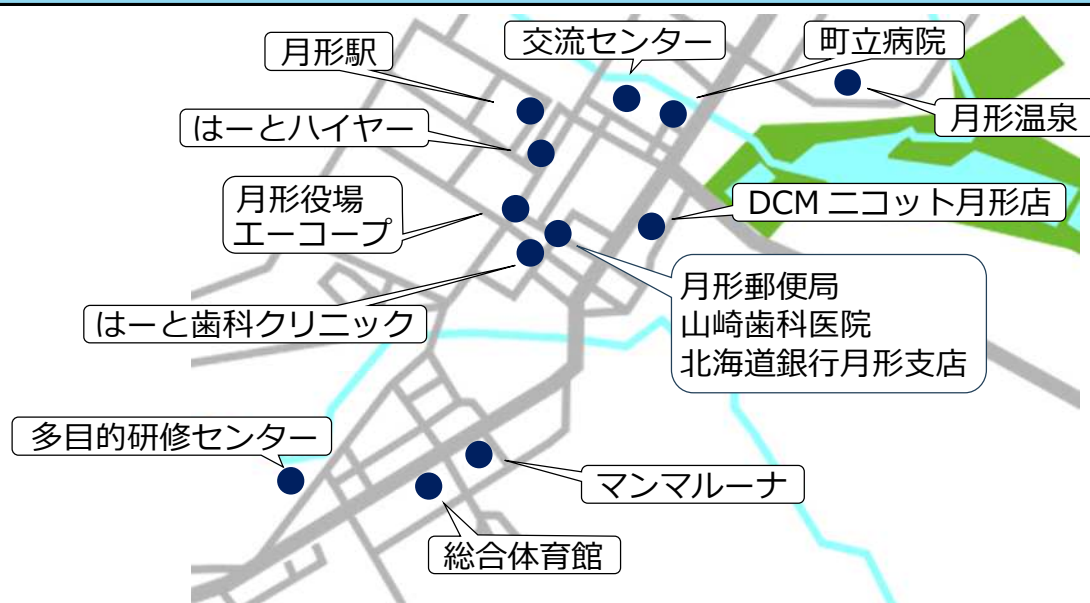 月形駅
交流センター
町立病院
はーとハイヤー
月形温泉
月形役場
エーコープ
DCM ニコット月形店
月形郵便局
山崎歯科医院
北海道銀行月形支店
はーと歯科クリニック
多目的研修センター
マンマルーナ
総合体育館